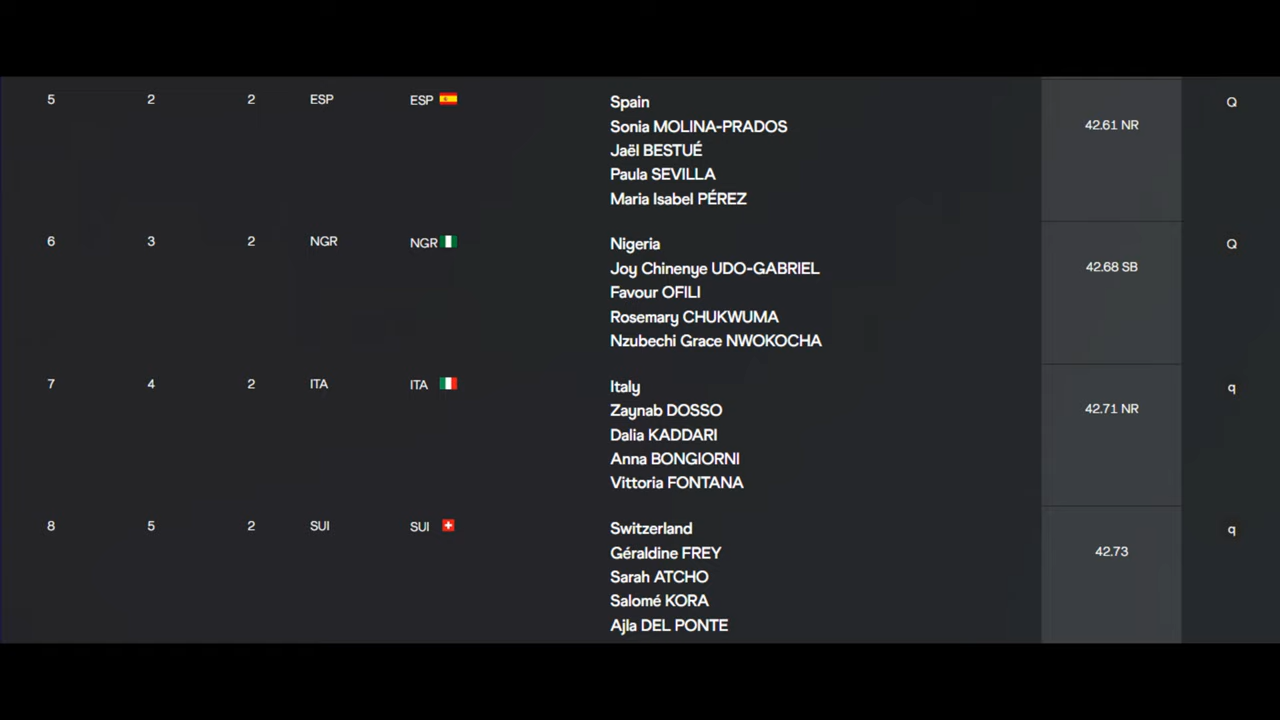 5 2 2 ESP ESP Spain 42.61 NR Q
Sonia MOLINA-PRADOS
Jaël BESTUÉ
Paula SEVILLA
Maria Isabel PÉREZ
6 3 2 NGR NGR Nigeria 42.68 SB Q
Joy Chinenye UDO-GABRIEL
Favour OFILI
Rosemary CHUKWUMA
Nzubechi Grace NWOKOCHA
7 4 2 ITA ITA Italy 42.71 NR q
Zaynab DOSSO
Dalia KADDARI
Anna BONGIORNI
Vittoria FONTANA
8 5 2 SUI SUI Switzerland 42.73 q
Géraldine FREY
Sarah ATCHO
Salomé KORA
Ajla DEL PONTE